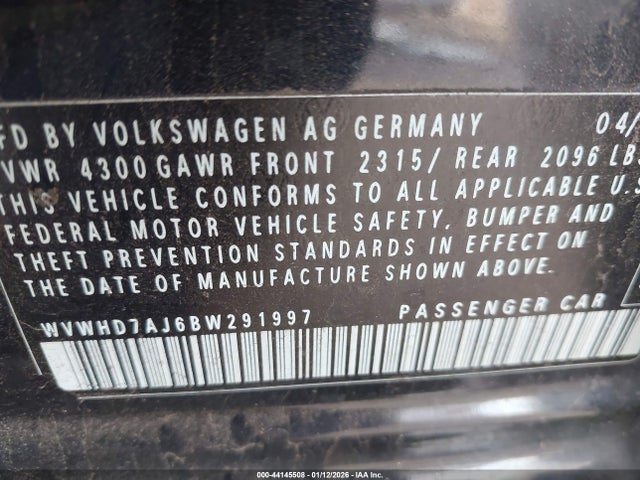 FD BY VOLKSWAGEN AG GERMANY 04/
VWR 4300 GAWR FRONT 2315/ REAR 2096 LB
THIS VEHICLE CONFORMS TO ALL APPLICABLE U.S
FEDERAL MOTOR VEHICLE SAFETY, BUMPER AND
THEFT PREVENTION STANDARDS IN EFFECT ON
THE DATE OF MANUFACTURE SHOWN ABOVE.
WVWHD7AJ6BW291997 PASSENGER CAR
000-44145508 - 01/12/2026 - IAA Inc.